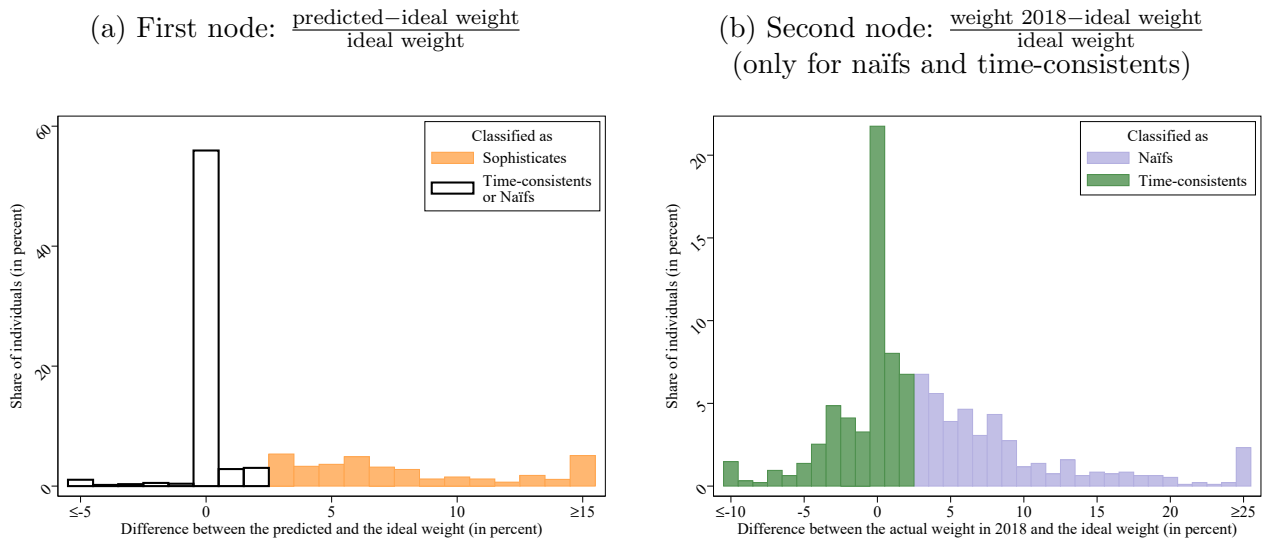 (a) First node: predicted−ideal weight / ideal weight
Classified as
Sophisticates
Time-consistents
or Naïfs
Share of individuals (in percent)
60
40
20
0
≤-5
0
5
10
≥15
Difference between the predicted and the ideal weight (in percent)
(b) Second node: weight 2018−ideal weight / ideal weight
(only for naïfs and time-consistents)
Classified as
Naïfs
Time-consistents
Share of individuals (in percent)
20
15
10
5
0
≤-10
-5
0
5
10
15
20
≥25
Difference between the actual weight in 2018 and the ideal weight (in percent)